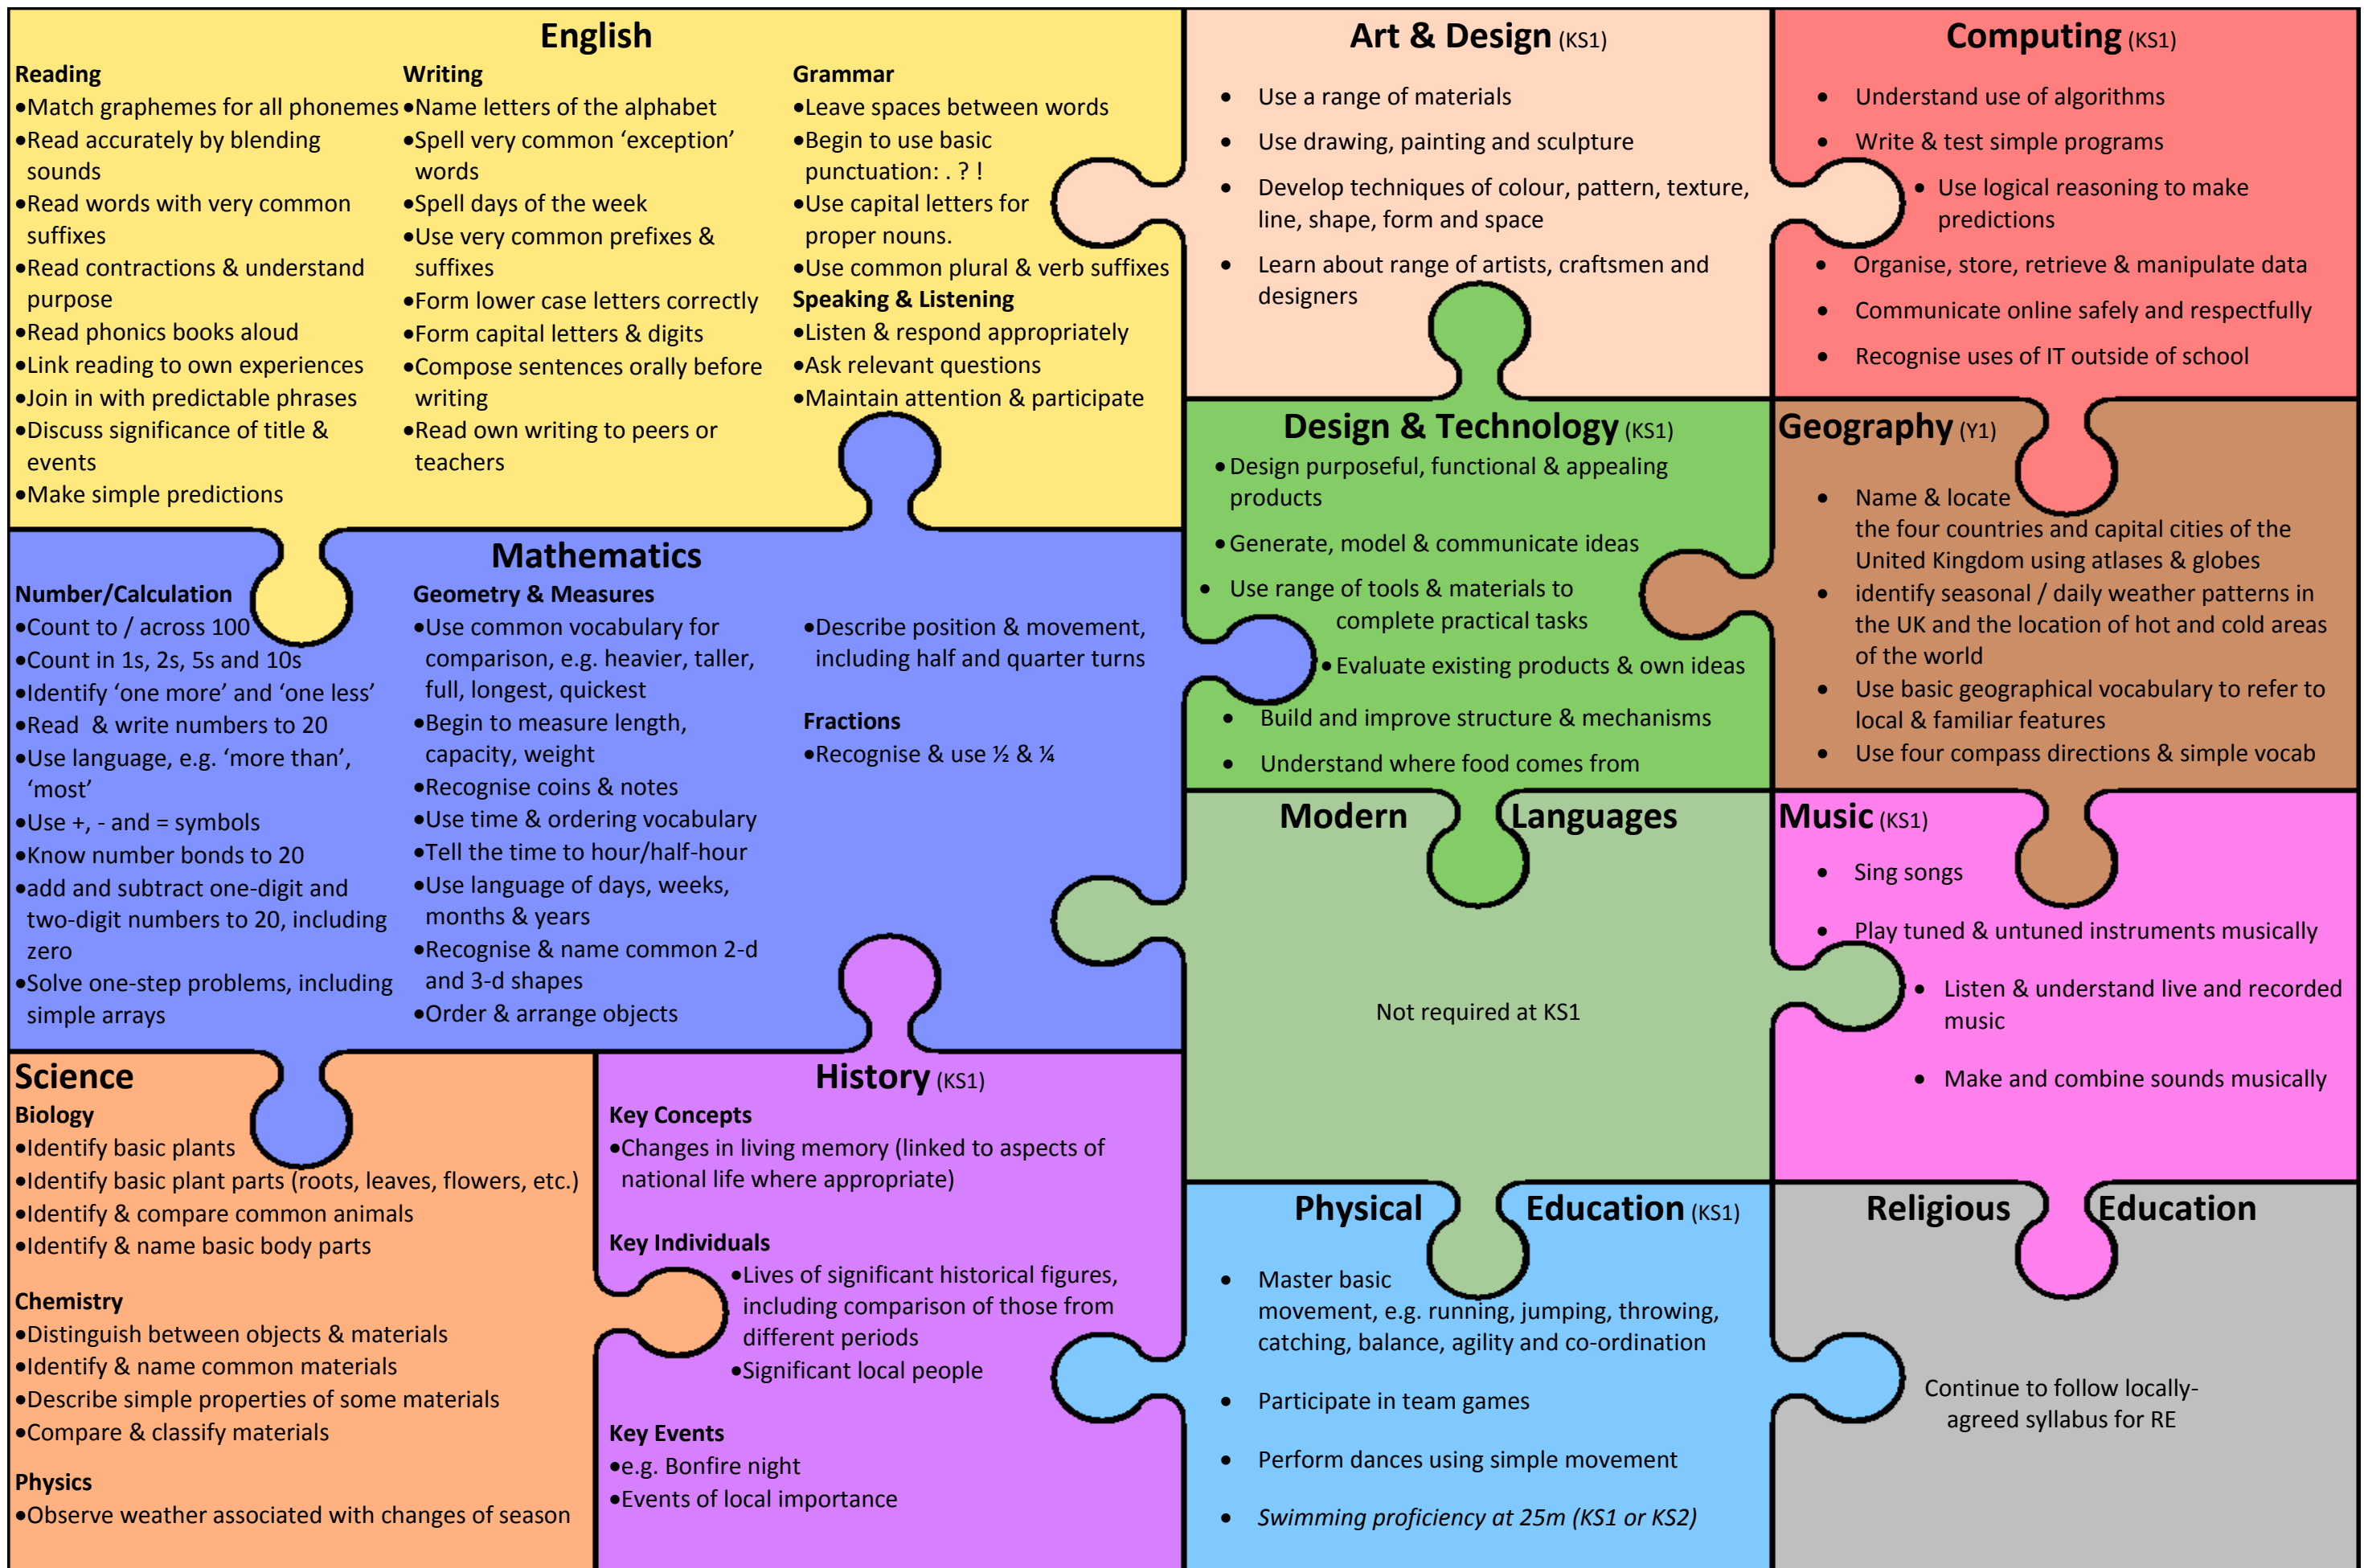 English
Reading
•Match graphemes for all phonemes
•Read accurately by blending
sounds
•Read words with very common
suffixes
•Read contractions & understand
purpose
•Read phonics books aloud
•Link reading to own experiences
•Join in with predictable phrases
•Discuss significance of title &
events
•Make simple predictions
Writing
•Name letters of the alphabet
•Spell very common ‘exception’
words
•Spell days of the week
•Use very common prefixes &
suffixes
•Form lower case letters correctly
•Form capital letters & digits
•Compose sentences orally before
writing
•Read own writing to peers or
teachers
Grammar
•Leave spaces between words
•Begin to use basic
punctuation: . ? !
•Use capital letters for
proper nouns.
•Use common plural & verb suffixes
Speaking & Listening
•Listen & respond appropriately
•Ask relevant questions
•Maintain attention & participate
Art & Design (KS1)
• Use a range of materials
• Use drawing, painting and sculpture
• Develop techniques of colour, pattern, texture,
line, shape, form and space
• Learn about range of artists, craftsmen and
designers
Computing (KS1)
• Understand use of algorithms
• Write & test simple programs
• Use logical reasoning to make
predictions
• Organise, store, retrieve & manipulate data
• Communicate online safely and respectfully
• Recognise uses of IT outside of school
Mathematics
Number/Calculation
•Count to / across 100
•Count in 1s, 2s, 5s and 10s
•Identify ‘one more’ and ‘one less’
•Read & write numbers to 20
•Use language, e.g. ‘more than’,
‘most’
•Use +, - and = symbols
•Know number bonds to 20
•add and subtract one-digit and
two-digit numbers to 20, including
zero
•Solve one-step problems, including
simple arrays
Geometry & Measures
•Use common vocabulary for
comparison, e.g. heavier, taller,
full, longest, quickest
•Begin to measure length,
capacity, weight
•Recognise coins & notes
•Use time & ordering vocabulary
•Tell the time to hour/half-hour
•Use language of days, weeks,
months & years
•Recognise & name common 2-d
and 3-d shapes
•Order & arrange objects
•Describe position & movement,
including half and quarter turns
Fractions
•Recognise & use ½ & ¼
Design & Technology (KS1)
•Design purposeful, functional & appealing
products
•Generate, model & communicate ideas
• Use range of tools & materials to
complete practical tasks
•Evaluate existing products & own ideas
• Build and improve structure & mechanisms
• Understand where food comes from
Geography (Y1)
• Name & locate
the four countries and capital cities of the
United Kingdom using atlases & globes
• identify seasonal / daily weather patterns in
the UK and the location of hot and cold areas
of the world
• Use basic geographical vocabulary to refer to
local & familiar features
• Use four compass directions & simple vocab
Modern Languages
Not required at KS1
Music (KS1)
• Sing songs
• Play tuned & untuned instruments musically
• Listen & understand live and recorded
music
• Make and combine sounds musically
Science
Biology
•Identify basic plants
•Identify basic plant parts (roots, leaves, flowers, etc.)
•Identify & compare common animals
•Identify & name basic body parts
Chemistry
•Distinguish between objects & materials
•Identify & name common materials
•Describe simple properties of some materials
•Compare & classify materials
Physics
•Observe weather associated with changes of season
History (KS1)
Key Concepts
•Changes in living memory (linked to aspects of
national life where appropriate)
Key Individuals
•Lives of significant historical figures,
including comparison of those from
different periods
•Significant local people
Key Events
•e.g. Bonfire night
•Events of local importance
Physical Education (KS1)
• Master basic
movement, e.g. running, jumping, throwing,
catching, balance, agility and co-ordination
• Participate in team games
• Perform dances using simple movement
• Swimming proficiency at 25m (KS1 or KS2)
Religious Education
Continue to follow locally-
agreed syllabus for RE